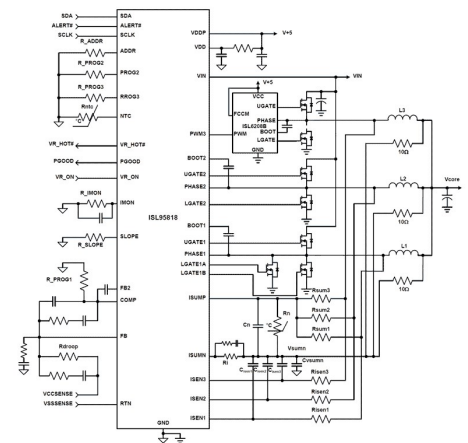 SDA
SDA
ALERT#
ALERT#
SCLK
SCLK
R_ADDR
ADDR
R_PROG2
PROG2
R_PROG3
RROG3
Rntc
°C
NTC
VR_HOT#
VR_HOT#
PGOOD
PGOOD
VR_ON
VR_ON
R_IMON
IMON
SLOPE
R_SLOPE
R_PROG1
FB2
COMP
FB
Rdroop
VCCSENSE
VSSSENSE
RTN
ISL95818
GND
VDDP
V+5
VDD
VIN
VIN
V+5
VCC
UGATE
FCCM
ISL6208B
PHASE
BOOT
PWM3
PWM
LGATE
GND
L3
10Ω
BOOT2
UGATE2
PHASE2
LGATE2
L2
10Ω
Vcore
BOOT1
UGATE1
PHASE1
LGATE1A
LGATE1B
L1
10Ω
ISUMP
Rsum3
Rn
Cn
°C
Rsum2
Rsum1
Vsumn
ISUMN
Ri
Cvsumn
ISEN3
Risen3
ISEN2
Risen2
ISEN1
Risen1